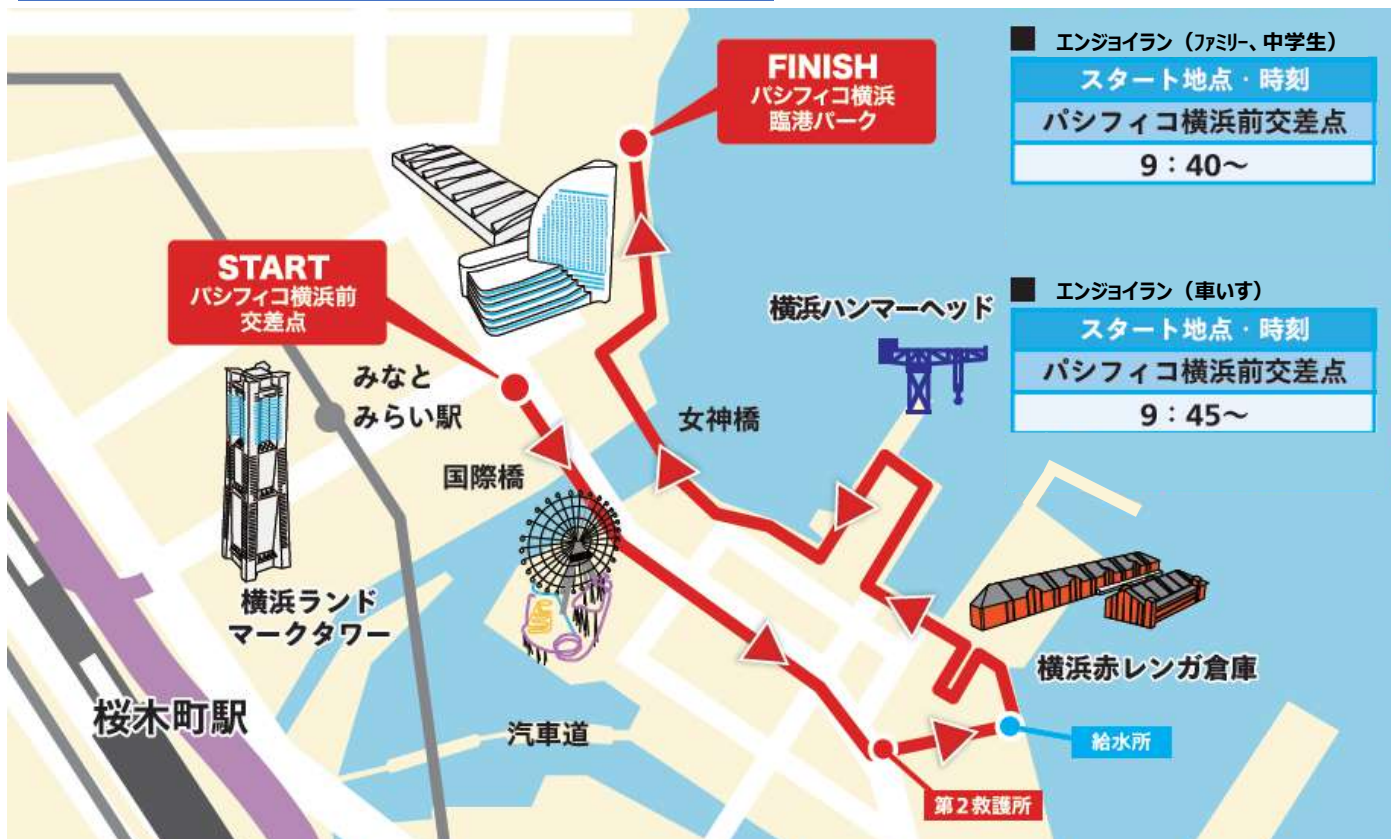 ■ エンジョイラン（ファミリー、中学生）
スタート地点・時刻
パシフィコ横浜前交差点
9：40～
FINISH
パシフィコ横浜
臨港パーク
START
パシフィコ横浜前
交差点
■ エンジョイラン（車いす）
スタート地点・時刻
パシフィコ横浜前交差点
9：45～
横浜ハンマーヘッド
みなと
みらい駅
女神橋
国際橋
横浜ランド
マークタワー
横浜赤レンガ倉庫
桜木町駅
汽車道
給水所
第2救護所